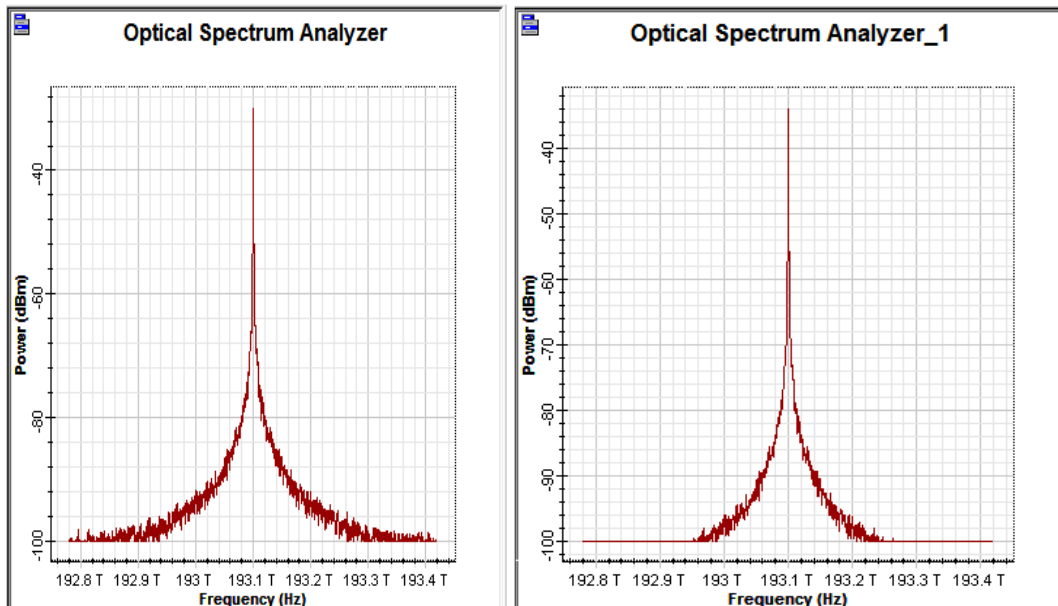 Optical Spectrum Analyzer
Power (dBm)
-40
-60
-80
-100
192.8 T 192.9 T 193 T 193.1 T 193.2 T 193.3 T 193.4 T
Frequency (Hz)
Optical Spectrum Analyzer_1
Power (dBm)
-40
-50
-60
-70
-80
-90
-100
192.8 T 192.9 T 193 T 193.1 T 193.2 T 193.3 T 193.4 T
Frequency (Hz)